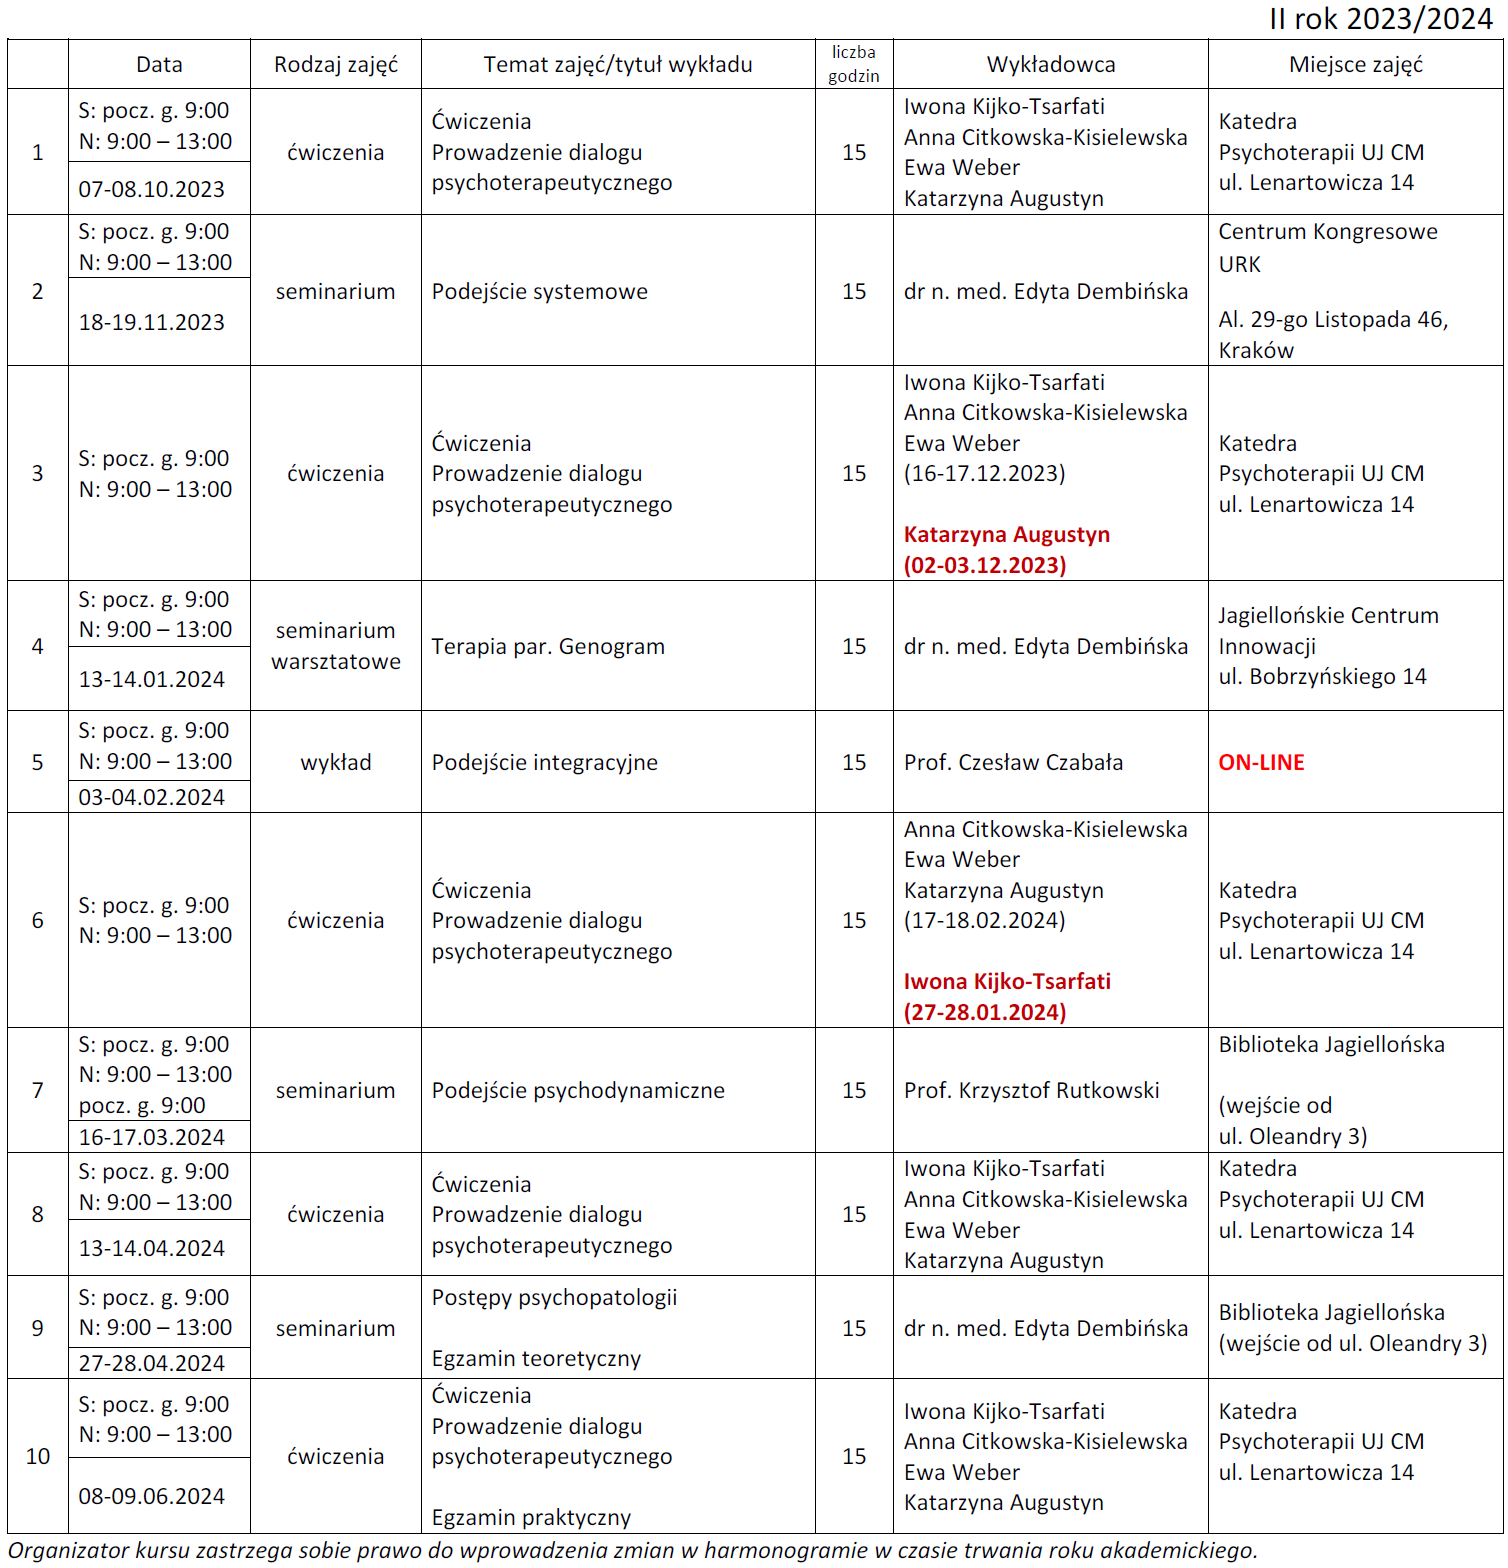 II rok 2023/2024
Data
Rodzaj zajęć
Temat zajęć/tytuł wykładu
liczba
godzin
Wykładowca
Miejsce zajęć
1
S: pocz. g. 9:00
N: 9:00 – 13:00
07-08.10.2023
ćwiczenia
Ćwiczenia
Prowadzenie dialogu
psychoterapeutycznego
15
Iwona Kijko-Tsarfati
Anna Citkowska-Kisielewska
Ewa Weber
Katarzyna Augustyn
Katedra
Psychoterapii UJ CM
ul. Lenartowicza 14
2
S: pocz. g. 9:00
N: 9:00 – 13:00
18-19.11.2023
seminarium
Podejście systemowe
15
dr n. med. Edyta Dembińska
Centrum Kongresowe
URK
Al. 29-go Listopada 46,
Kraków
3
S: pocz. g. 9:00
N: 9:00 – 13:00
ćwiczenia
Ćwiczenia
Prowadzenie dialogu
psychoterapeutycznego
15
Iwona Kijko-Tsarfati
Anna Citkowska-Kisielewska
Ewa Weber
(16-17.12.2023)
Katarzyna Augustyn
(02-03.12.2023)
Katedra
Psychoterapii UJ CM
ul. Lenartowicza 14
4
S: pocz. g. 9:00
N: 9:00 – 13:00
13-14.01.2024
seminarium
warsztatowe
Terapia par. Genogram
15
dr n. med. Edyta Dembińska
Jagiellońskie Centrum
Innowacji
ul. Bobrzyńskiego 14
5
S: pocz. g. 9:00
N: 9:00 – 13:00
03-04.02.2024
wykład
Podejście integracyjne
15
Prof. Czesław Czabała
ON-LINE
6
S: pocz. g. 9:00
N: 9:00 – 13:00
ćwiczenia
Ćwiczenia
Prowadzenie dialogu
psychoterapeutycznego
15
Anna Citkowska-Kisielewska
Ewa Weber
Katarzyna Augustyn
(17-18.02.2024)
Iwona Kijko-Tsarfati
(27-28.01.2024)
Katedra
Psychoterapii UJ CM
ul. Lenartowicza 14
7
S: pocz. g. 9:00
N: 9:00 – 13:00
pocz. g. 9:00
16-17.03.2024
seminarium
Podejście psychodynamiczne
15
Prof. Krzysztof Rutkowski
Biblioteka Jagiellońska
(wejście od
ul. Oleandry 3)
8
S: pocz. g. 9:00
N: 9:00 – 13:00
13-14.04.2024
ćwiczenia
Ćwiczenia
Prowadzenie dialogu
psychoterapeutycznego
15
Iwona Kijko-Tsarfati
Anna Citkowska-Kisielewska
Ewa Weber
Katarzyna Augustyn
Katedra
Psychoterapii UJ CM
ul. Lenartowicza 14
9
S: pocz. g. 9:00
N: 9:00 – 13:00
27-28.04.2024
seminarium
Postępy psychopatologii
Egzamin teoretyczny
15
dr n. med. Edyta Dembińska
Biblioteka Jagiellońska
(wejście od ul. Oleandry 3)
10
S: pocz. g. 9:00
N: 9:00 – 13:00
08-09.06.2024
ćwiczenia
Ćwiczenia
Prowadzenie dialogu
psychoterapeutycznego
Egzamin praktyczny
15
Iwona Kijko-Tsarfati
Anna Citkowska-Kisielewska
Ewa Weber
Katarzyna Augustyn
Katedra
Psychoterapii UJ CM
ul. Lenartowicza 14
Organizator kursu zastrzega sobie prawo do wprowadzenia zmian w harmonogramie w czasie trwania roku akademickiego.